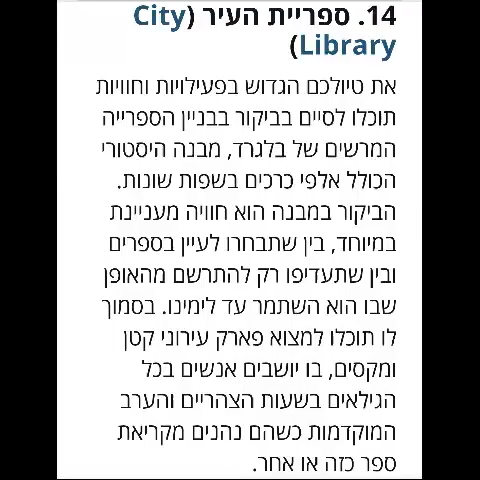 14. ספריית העיר (City
Library)
את טיולכם הגדוש בפעילויות וחוויות
תוכלו לסיים בביקור בבניין הספרייה
המרשים של בלגרד, מבנה היסטורי
הכולל אלפי כרכים בשפות שונות.
הביקור במבנה הוא חוויה מעניינת
במיוחד, בין שתבחרו לעיין בספרים
ובין שתעדיפו רק להתרשם מהאופן
שבו הוא השתמר עד לימינו. בסמוך
לו תוכלו למצוא פארק עירוני קטן
ומקסים, בו יושבים אנשים בכל
הגילאים בשעות הצהריים והערב
המוקדמות כשהם נהנים מקריאת
ספר כזה או אחר.